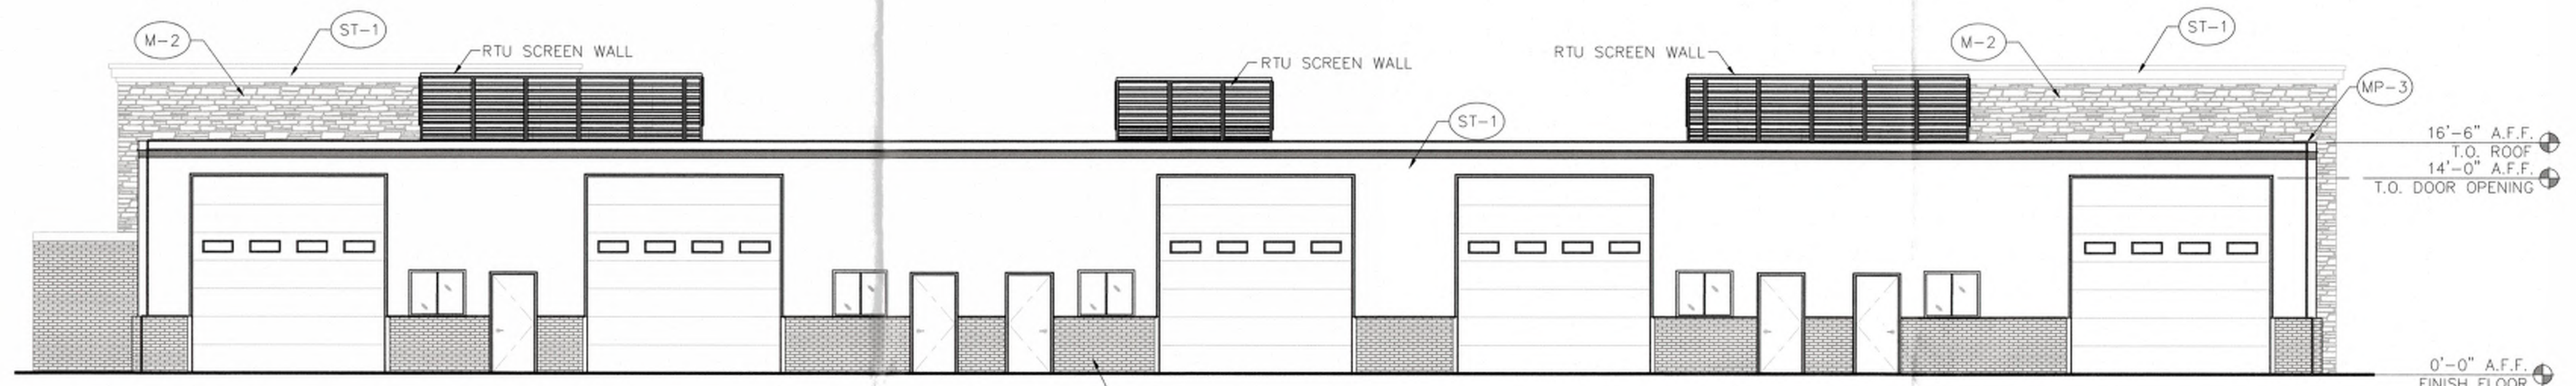 M-2
ST-1
RTU SCREEN WALL
RTU SCREEN WALL
RTU SCREEN WALL
M-2
ST-1
MP-3
ST-1
16'-6" A.F.F.
T.O. ROOF
14'-0" A.F.F.
T.O. DOOR OPENING
0'-0" A.F.F.
FINISH FLOOR